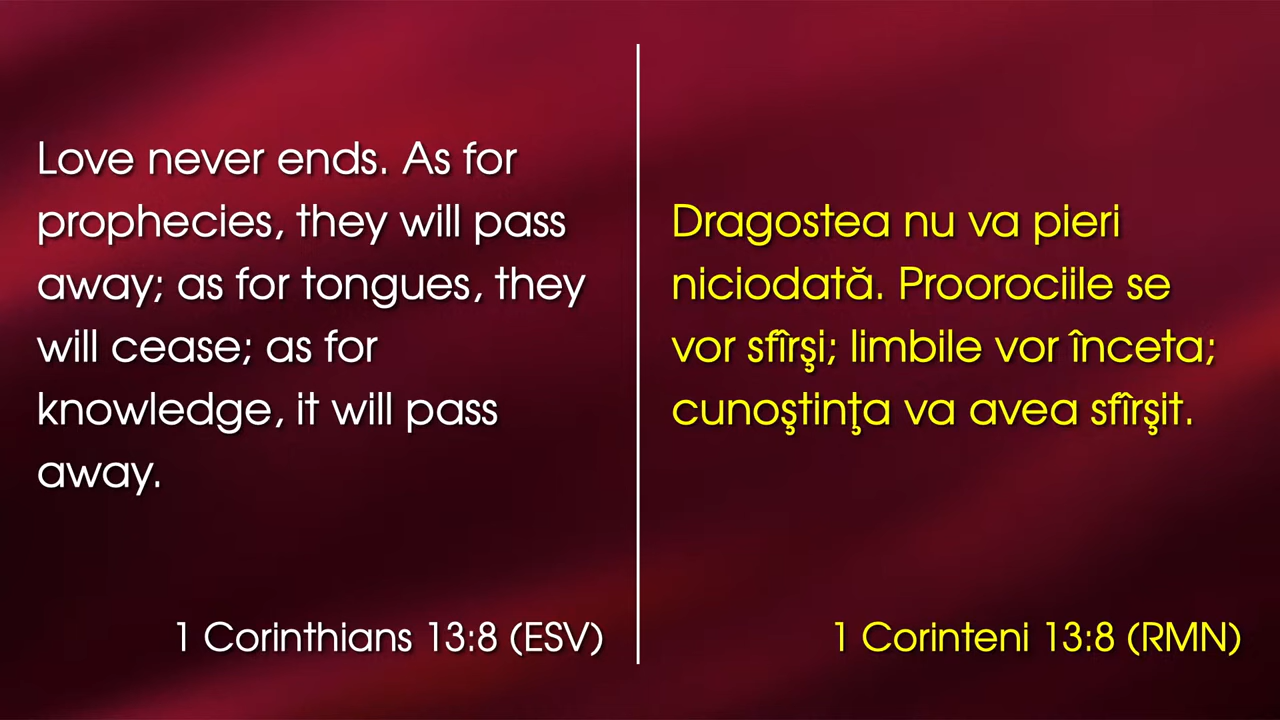 Love never ends. As for
prophecies, they will pass
away; as for tongues, they
will cease; as for
knowledge, it will pass
away.
1 Corinthians 13:8 (ESV)
Dragostea nu va pieri
niciodată. Proorociile se
vor sfîrşi; limbile vor înceta;
cunoştinţa va avea sfîrşit.
1 Corinteni 13:8 (RMN)